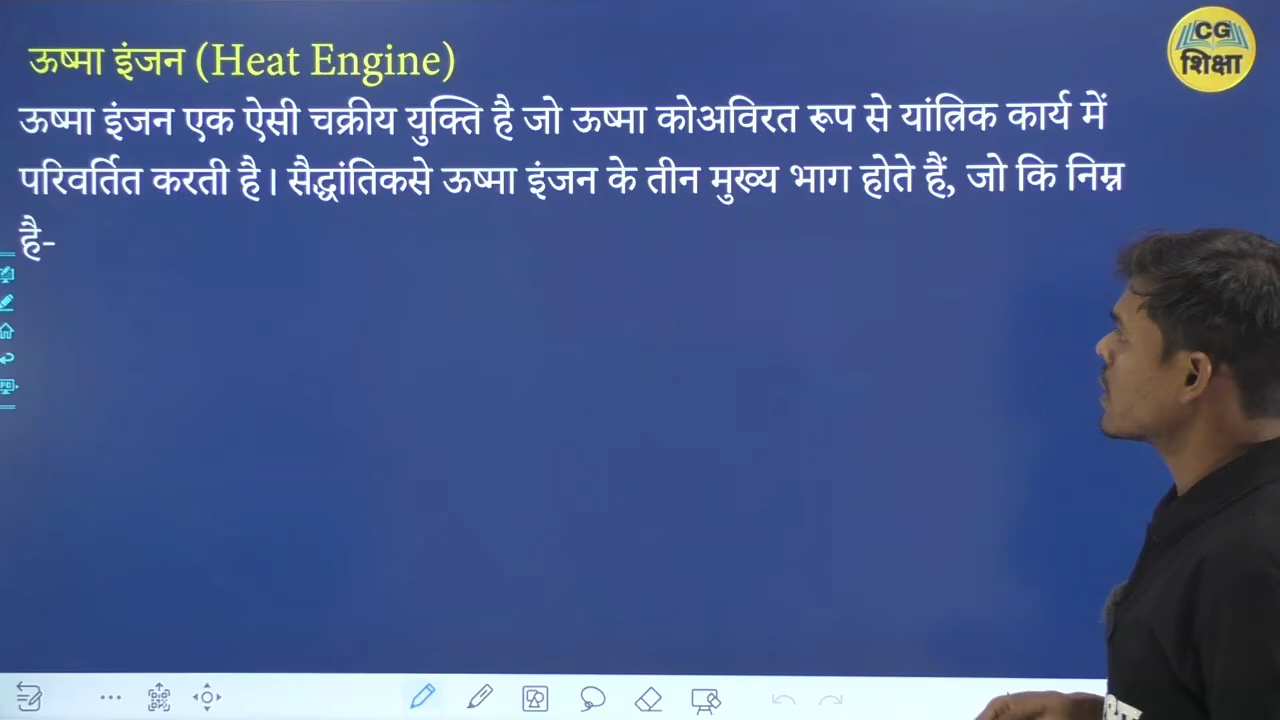 ऊष्मा इंजन (Heat Engine)
CG
शिक्षा
ऊष्मा इंजन एक ऐसी चक्रीय युक्ति है जो ऊष्मा कोअविरत रूप से यांत्रिक कार्य में
परिवर्तित करती है। सैद्धांतिकसे ऊष्मा इंजन के तीन मुख्य भाग होते हैं, जो कि निम्न
है-
PC